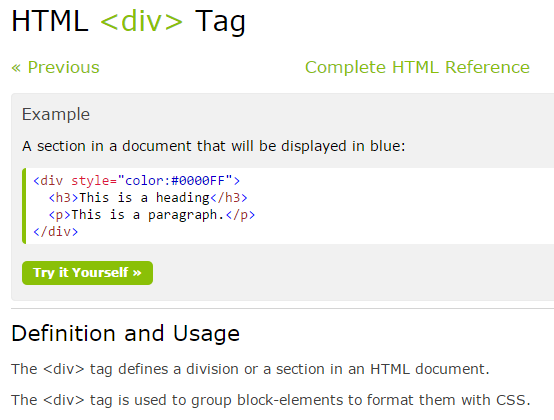 HTML <div> Tag
« Previous
Complete HTML Reference
Example
A section in a document that will be displayed in blue:
<div style="color:#0000FF">
  <h3>This is a heading</h3>
  <p>This is a paragraph.</p>
</div>
Try it Yourself »
Definition and Usage
The <div> tag defines a division or a section in an HTML document.
The <div> tag is used to group block-elements to format them with CSS.